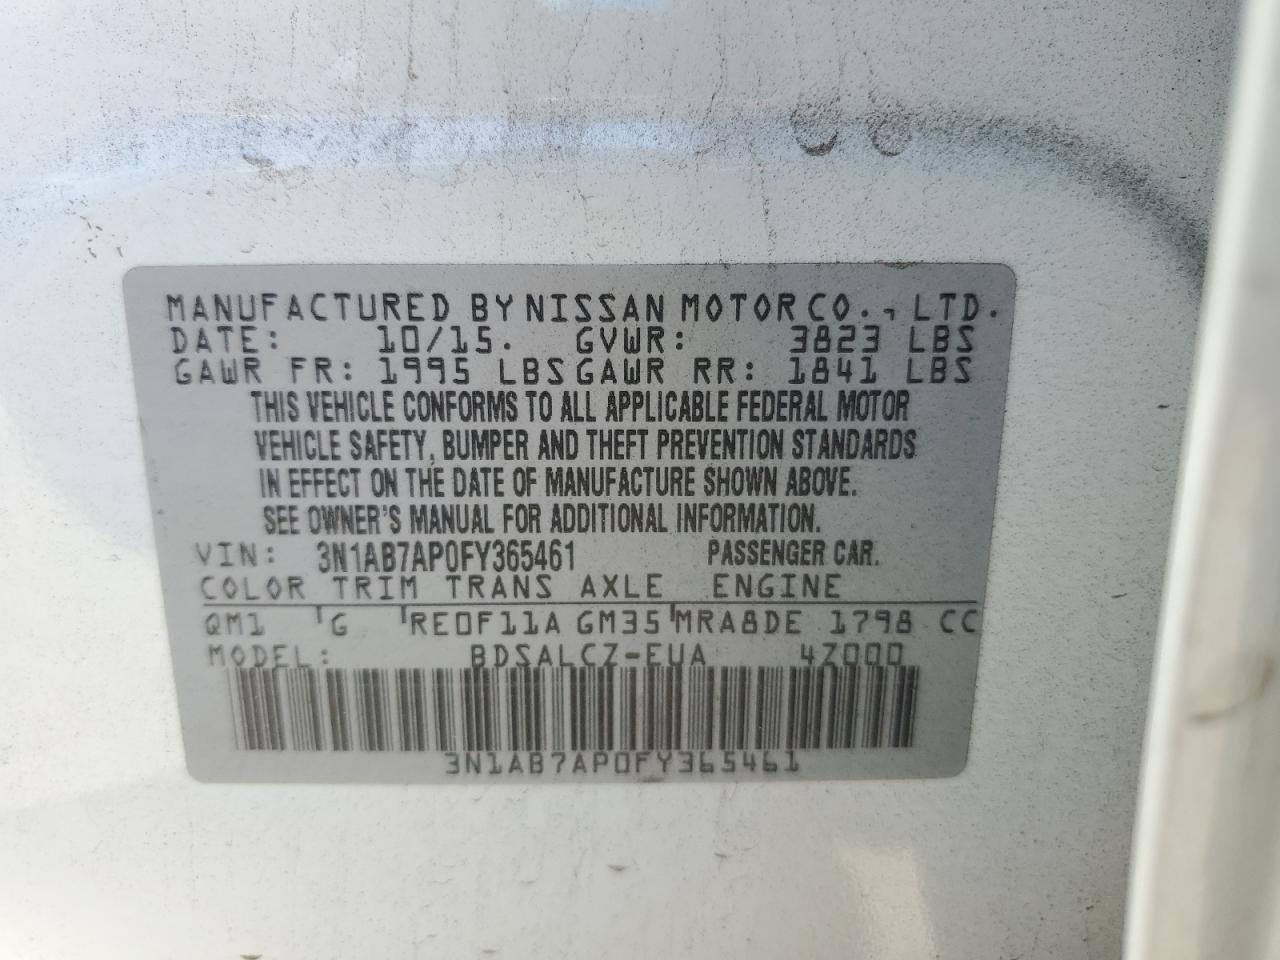 MANUFACTURED BY NISSAN MOTOR CO., LTD.
DATE: 10/15. GVWR: 3823 LBS
GAWR FR: 1995 LBS GAWR RR: 1841 LBS
THIS VEHICLE CONFORMS TO ALL APPLICABLE FEDERAL MOTOR
VEHICLE SAFETY, BUMPER AND THEFT PREVENTION STANDARDS
IN EFFECT ON THE DATE OF MANUFACTURE SHOWN ABOVE.
SEE OWNER'S MANUAL FOR ADDITIONAL INFORMATION.
VIN: 3N1AB7AP0FY365461 PASSENGER CAR.
COLOR TRIM TRANS AXLE ENGINE
QM1 G RE0F11A GM35 MRA8DE 1798 CC
MODEL: BDSALCZ-EUA 4Z000
3N1AB7AP0FY365461